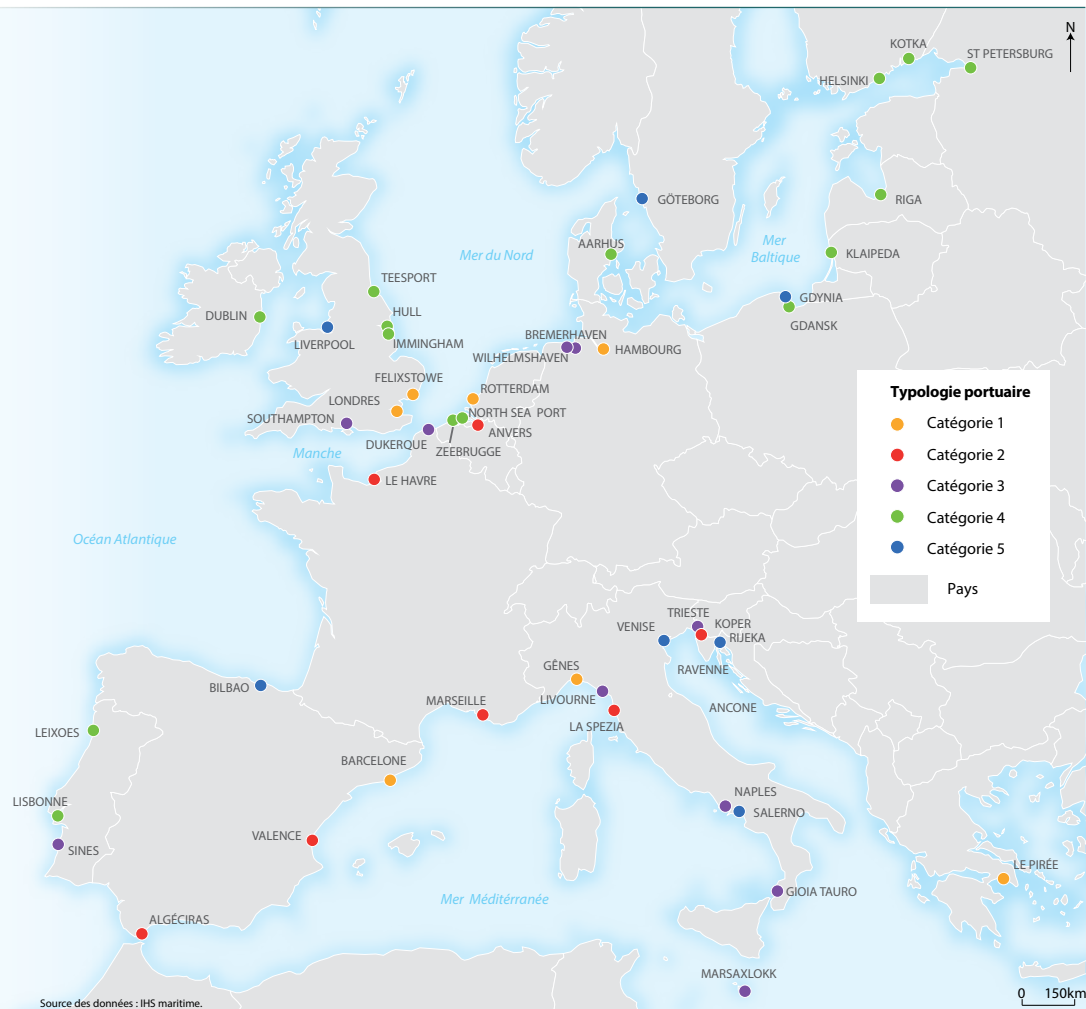 N
KOTKA
ST PETERSBURG
HELSINKI
RIGA
GÖTEBORG
AARHUS
Mer du Nord
Mer
Baltique
KLAIPEDA
TEESPORT
GDYNIA
GDANSK
DUBLIN
HULL
LIVERPOOL
IMMINGHAM
BREMERHAVEN
WILHELMSHAVEN
HAMBOURG
FELIXSTOWE
ROTTERDAM
LONDRES
NORTH SEA PORT
SOUTHAMPTON
ANVERS
DUKERQUE
ZEEBRUGGE
Manche
LE HAVRE
Typologie portuaire
Catégorie 1
Catégorie 2
Catégorie 3
Catégorie 4
Catégorie 5
Pays
Océan Atlantique
TRIESTE
VENISE
KOPER
RIJEKA
GÊNES
RAVENNE
BILBAO
MARSEILLE
LIVOURNE
ANCONE
LA SPEZIA
LEIXOES
BARCELONE
NAPLES
LISBONNE
SALERNO
VALENCE
SINES
LE PIRÉE
Mer Méditérranée
GIOIA TAURO
ALGÉCIRAS
MARSAXLOKK
Source des données : IHS maritime.
0 150km